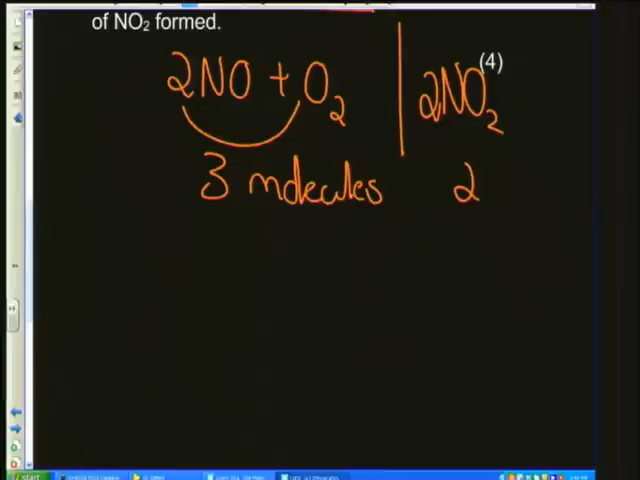 of NO₂ formed.
(4)
2NO + O₂ | 2NO₂
3 molecules 2